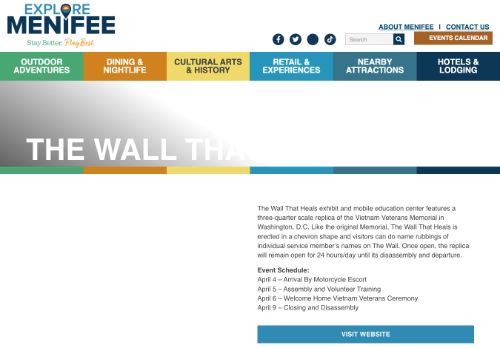 EXPLORE
MENIFEE
Stay Better. Play Best.
ABOUT MENIFEE | CONTACT US
Search
EVENTS CALENDAR
OUTDOOR
ADVENTURES
DINING &
NIGHTLIFE
CULTURAL ARTS
& HISTORY
RETAIL &
EXPERIENCES
NEARBY
ATTRACTIONS
HOTELS &
LODGING
THE WALL THA
The Wall That Heals exhibit and mobile education center features a
three-quarter scale replica of the Vietnam Veterans Memorial in
Washington, D.C. Like the original Memorial, The Wall That Heals is
erected in a chevron shape and visitors can do name rubbings of
individual service member's names on The Wall. Once open, the replica
will remain open for 24 hours/day until its disassembly and departure.
Event Schedule:
April 4 – Arrival By Motorcycle Escort
April 5 – Assembly and Volunteer Training
April 6 – Welcome Home Vietnam Veterans Ceremony
April 9 – Closing and Disassembly
VISIT WEBSITE